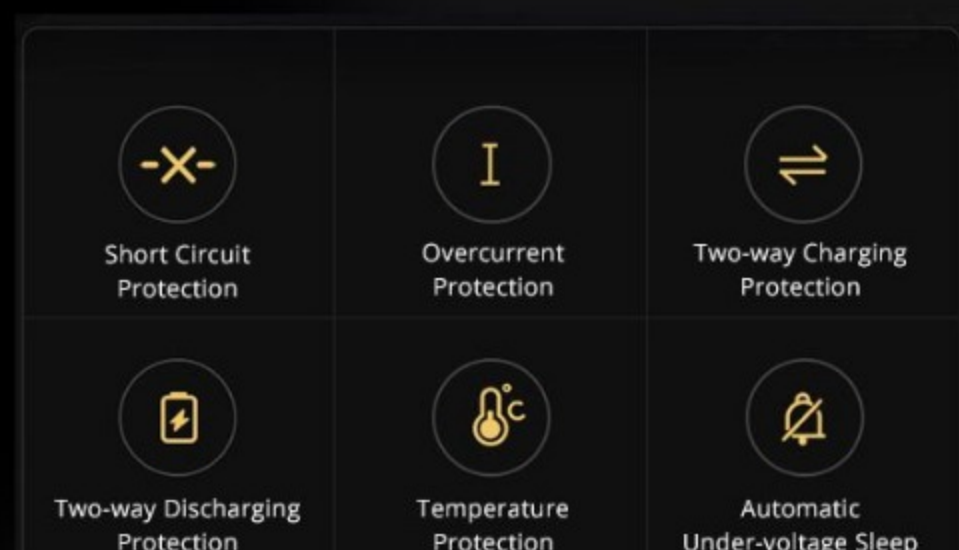 Short Circuit
Protection
Overcurrent
Protection
Two-way Charging
Protection
°C
Two-way Discharging
Protection
Temperature
Protection
Automatic
Under-voltage Sleep